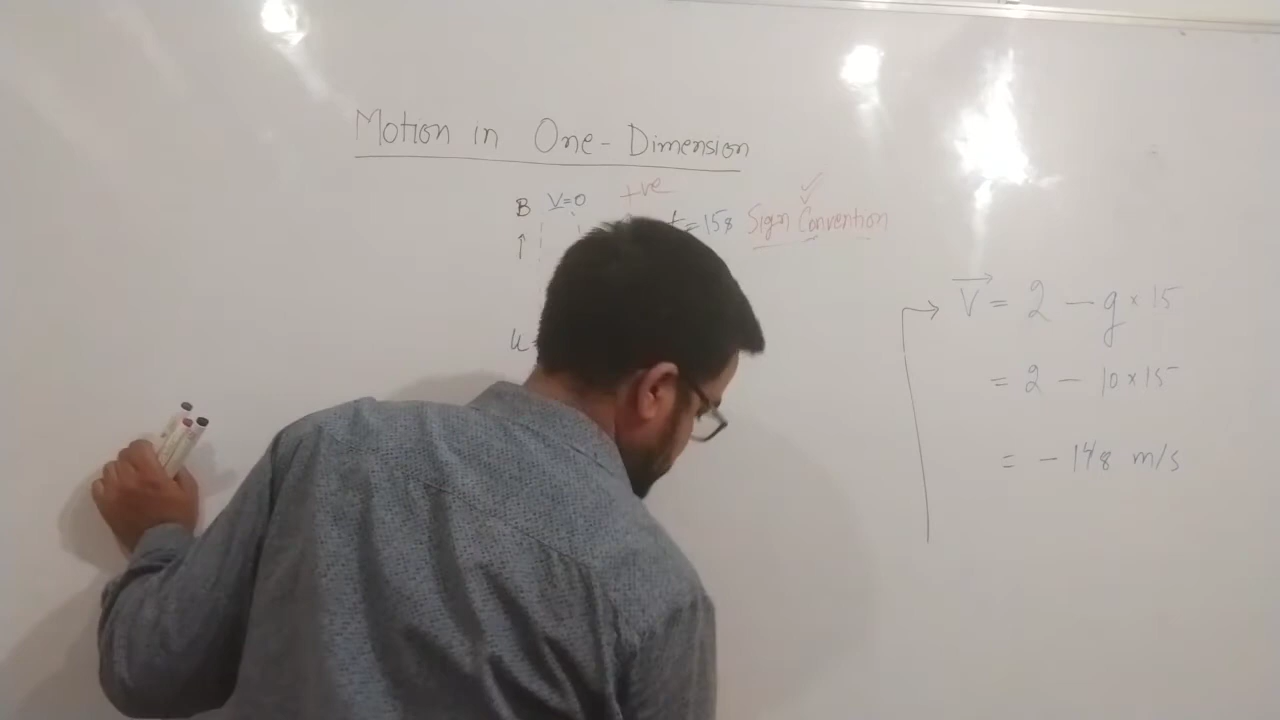 Motion in One-Dimension
B V=0 +ve
t=15s Sign Convention
u
V = 2 - g × 15
= 2 - 10 × 15
= - 148 m/s